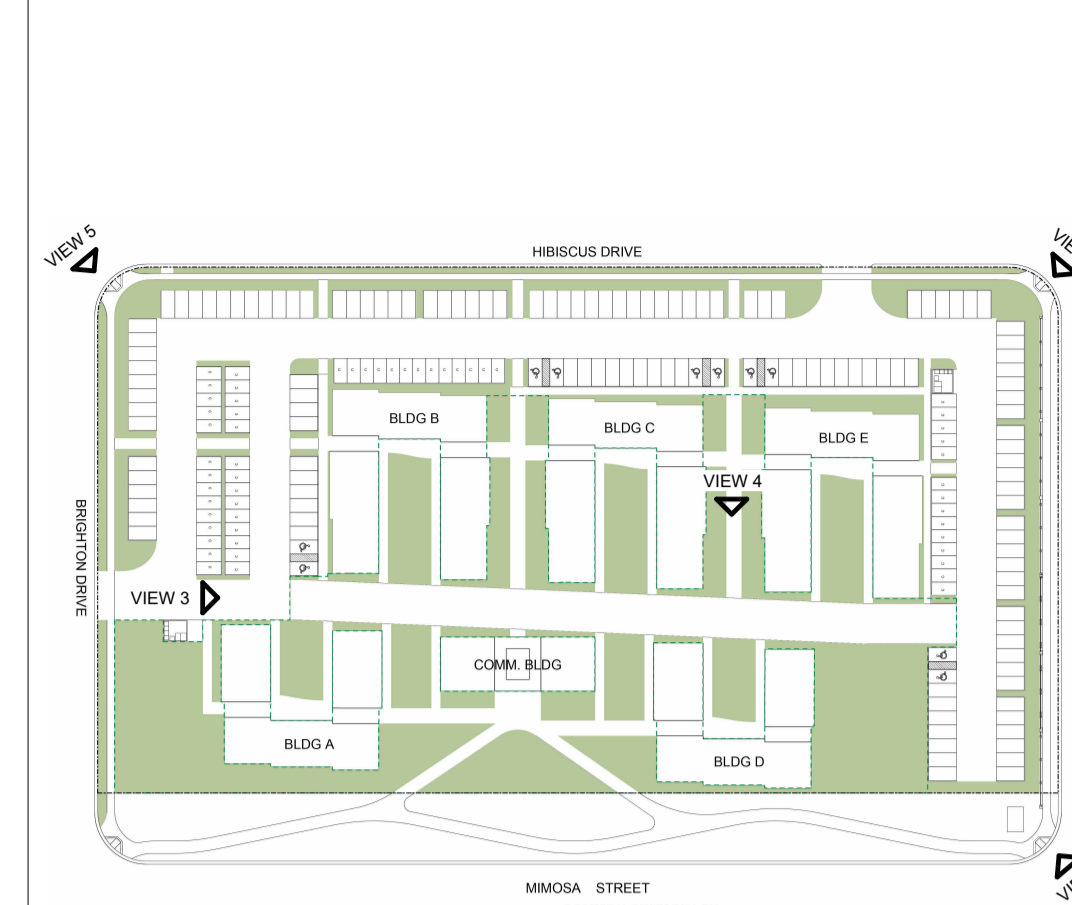 VIEW 5
HIBISCUS DRIVE
BLDG B
BLDG C
BLDG E
VIEW 4
BRIGHTON DRIVE
VIEW 3
COMM. BLDG
BLDG A
BLDG D
MIMOSA STREET